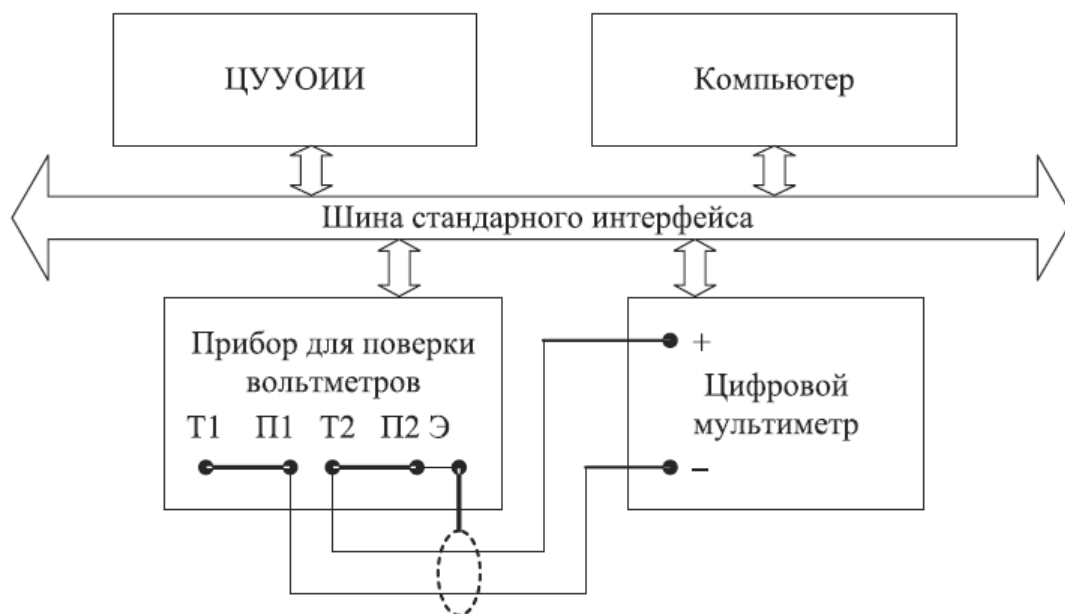 ЦУУОИИ
Компьютер
Шина стандарного интерфейса
Прибор для поверки
вольтметров
Т1 П1 Т2 П2 Э
+
Цифровой
мультиметр
–